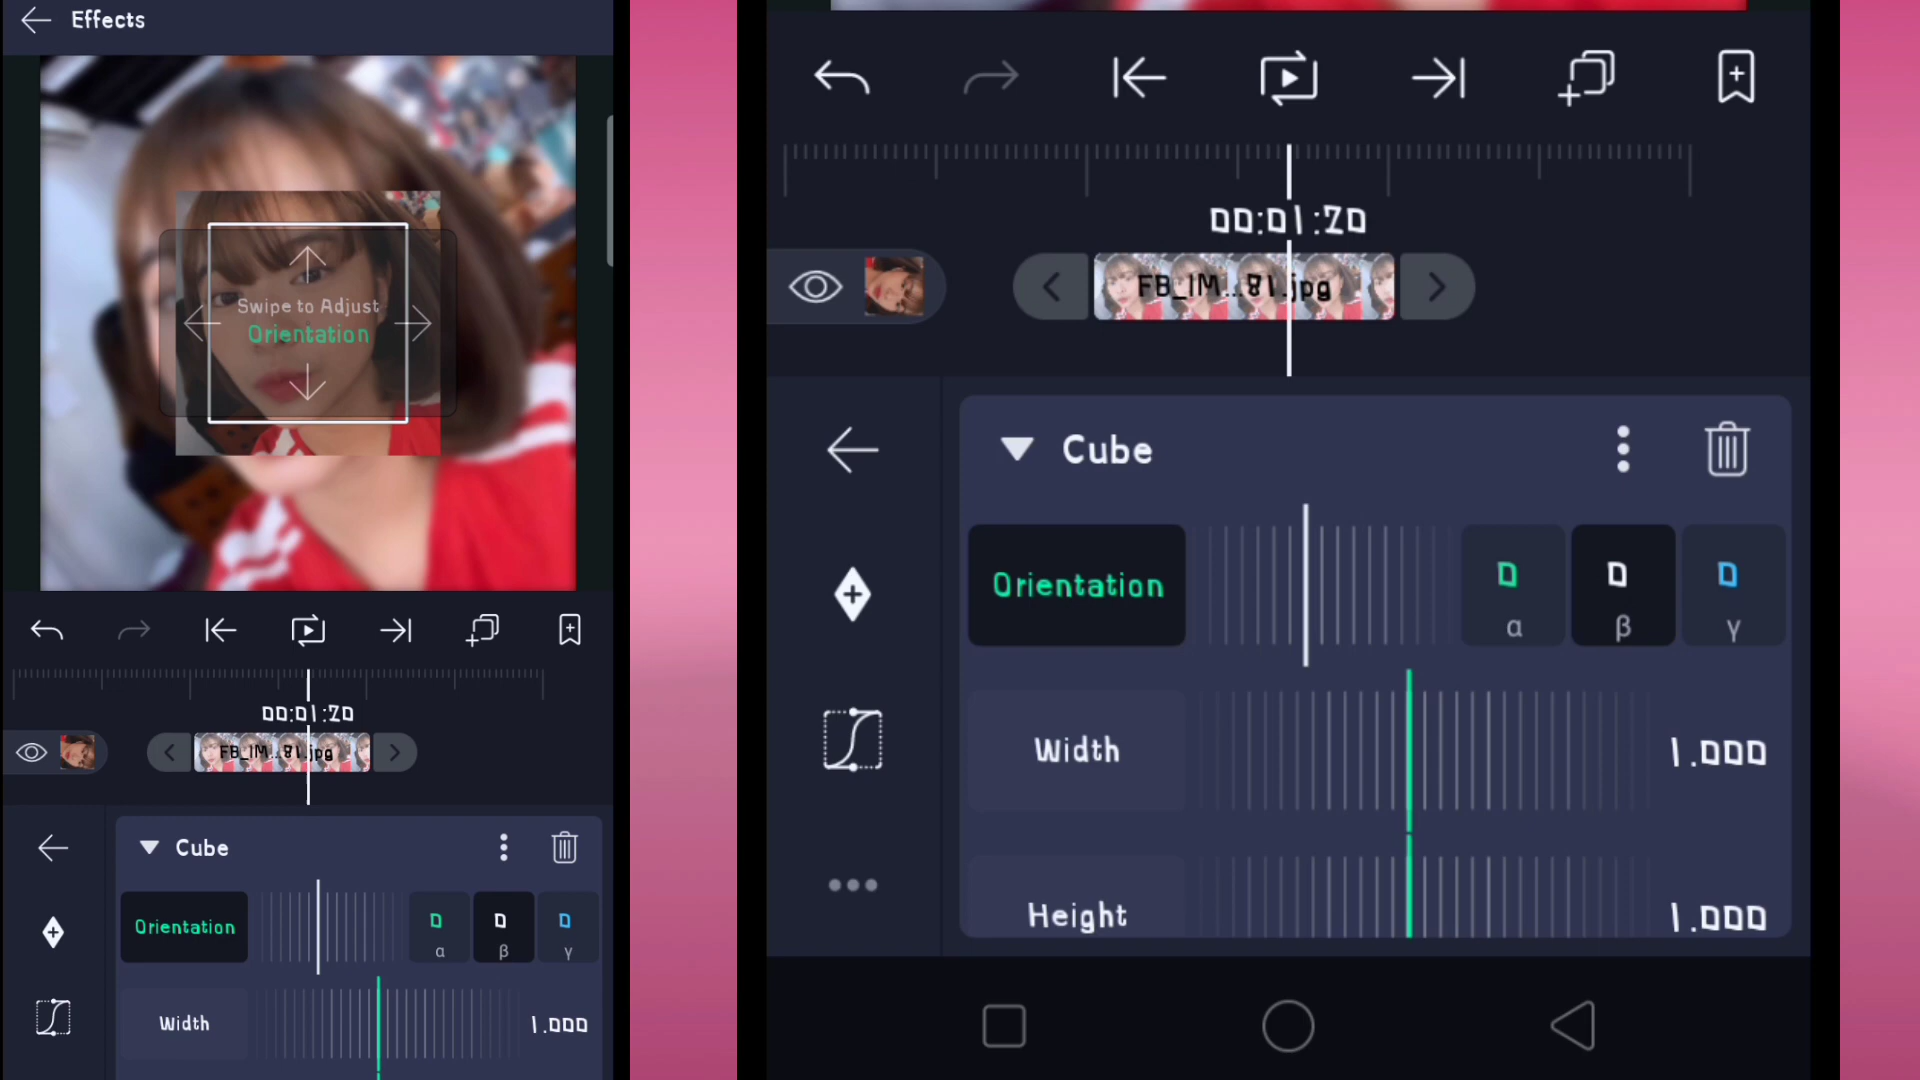 Effects
Swipe to Adjust
Orientation
00:01:20
FB_IM...81.jpg
Cube
Orientation
0 0 0
α β γ
Width 1.000
00:01:20
FB_IM...81.jpg
Cube
Orientation
0 0 0
α β γ
Width 1.000
Height 1.000